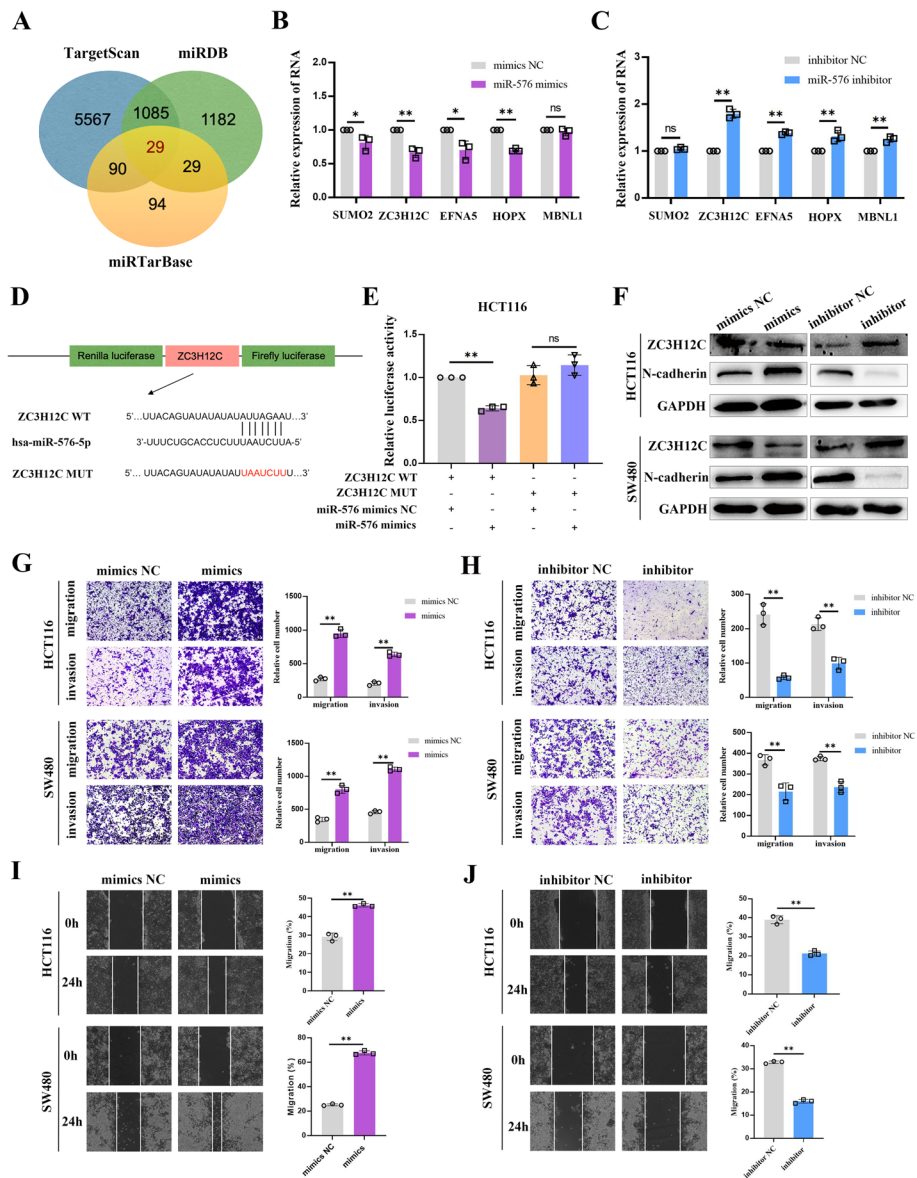 A
TargetScan
miRDB
5567
1085
1182
29
90
29
94
miRTarBase
B
Relative expression of RNA
2.0
1.5
1.0
0.5
0.0
mimics NC
miR-576 mimics
*
**
*
**
ns
SUMO2
ZC3H12C
EFNA5
HOPX
MBNL1
C
Relative expression of RNA
3
2
1
0
inhibitor NC
miR-576 inhibitor
ns
**
**
**
**
SUMO2
ZC3H12C
EFNA5
HOPX
MBNL1
D
Renilla luciferase
ZC3H12C
Firefly luciferase
ZC3H12C WT
5'...UUACAGUAUAUAUAUAUUAGAAU...3'
hsa-miR-576-5p
3'-UUUCUGCACCUCUUUAAUCUUA-5'
ZC3H12C MUT
5'...UUACAGUAUAUAUAUUAAUCUUU...3'
E
HCT116
Relative luciferase activity
1.5
1.0
0.5
0.0
**
ns
ZC3H12C WT + + - -
ZC3H12C MUT - - + +
miR-576 mimics NC + - + -
miR-576 mimics - + - +
F
mimics NC
mimics
inhibitor NC
inhibitor
HCT116
ZC3H12C
N-cadherin
GAPDH
SW480
ZC3H12C
N-cadherin
GAPDH
G
mimics NC
mimics
HCT116
migration
invasion
SW480
migration
invasion
Relative cell number
1000
750
500
250
0
mimics NC
mimics
**
**
migration
invasion
Relative cell number
1500
1000
500
0
mimics NC
mimics
**
**
migration
invasion
H
inhibitor NC
inhibitor
HCT116
migration
invasion
SW480
migration
invasion
Relative cell number
300
200
100
0
inhibitor NC
inhibitor
**
**
migration
invasion
Relative cell number
600
400
200
0
inhibitor NC
inhibitor
**
**
migration
invasion
I
mimics NC
mimics
HCT116
0h
24h
SW480
0h
24h
Migration (%)
50
40
30
20
10
0
**
mimics NC
mimics
Migration (%)
80
60
40
20
0
**
mimics NC
mimics
J
inhibitor NC
inhibitor
HCT116
0h
24h
SW480
0h
24h
Migration (%)
50
40
30
20
10
0
**
inhibitor NC
inhibitor
Migration (%)
40
30
20
10
0
**
inhibitor NC
inhibitor